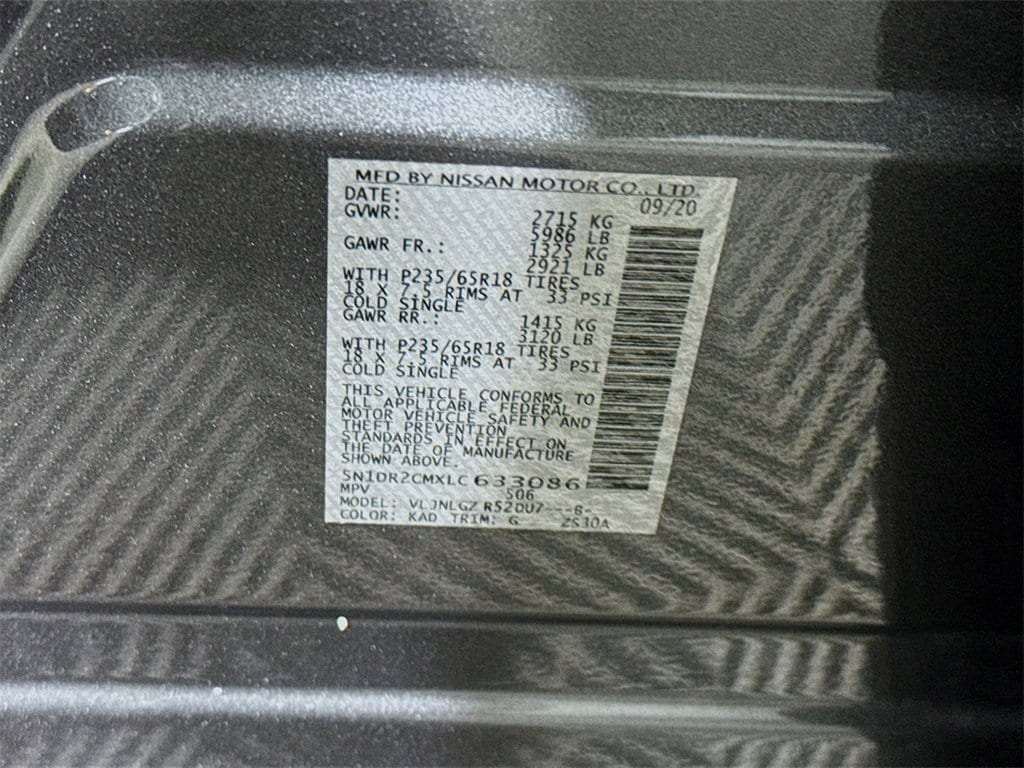 MFD BY NISSAN MOTOR CO., LTD.
DATE: 09/20
GVWR: 2715 KG
5986 LB
GAWR FR.: 1325 KG
2921 LB
WITH P235/65R18 TIRES
18 X 7.5 RIMS AT 33 PSI
COLD SINGLE
GAWR RR.: 1415 KG
3120 LB
WITH P235/65R18 TIRES
18 X 7.5 RIMS AT 33 PSI
COLD SINGLE
THIS VEHICLE CONFORMS TO
ALL APPLICABLE FEDERAL
MOTOR VEHICLE SAFETY AND
THEFT PREVENTION
STANDARDS IN EFFECT ON
THE DATE OF MANUFACTURE
SHOWN ABOVE.
5N1DR2CMXLC633086
MPV 506
MODEL: VLJNLGZ R52DU7---B-
COLOR: KAD TRIM: G ZS30A